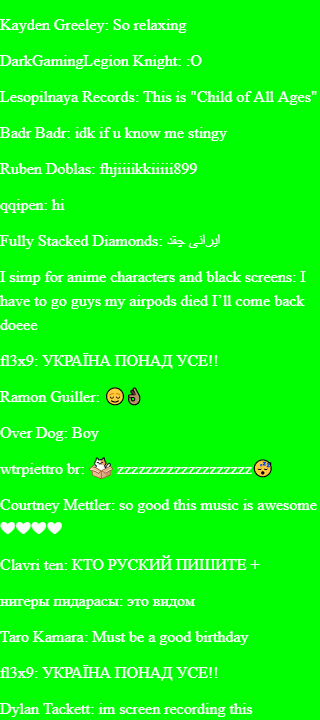 Kayden Greeley: So relaxing
DarkGamingLegion Knight: :O
Lesopilnaya Records: This is "Child of All Ages"
Badr Badr: idk if u know me stingy
Ruben Doblas: fhjiiiikkiiiii899
qqipen: hi
Fully Stacked Diamonds: ایرانی چقد
I simp for anime characters and black screens: I
have to go guys my airpods died I'll come back
doeee
fl3x9: УКРАЇНА ПОНАД УСЕ!!
Ramon Guiller: 😌👌🏿
Over Dog: Boy
wtrpiettro br: zzzzzzzzzzzzzzzzzzz😴
Courtney Mettler: so good this music is awesome
🤍🤍🤍🤍
Clavri ten: КТО РУСКИЙ ПИШИТЕ +
нигеры пидарасы: это видом
Taro Kamara: Must be a good birthday
fl3x9: УКРАЇНА ПОНАД УСЕ!!
Dylan Tackett: im screen recording this